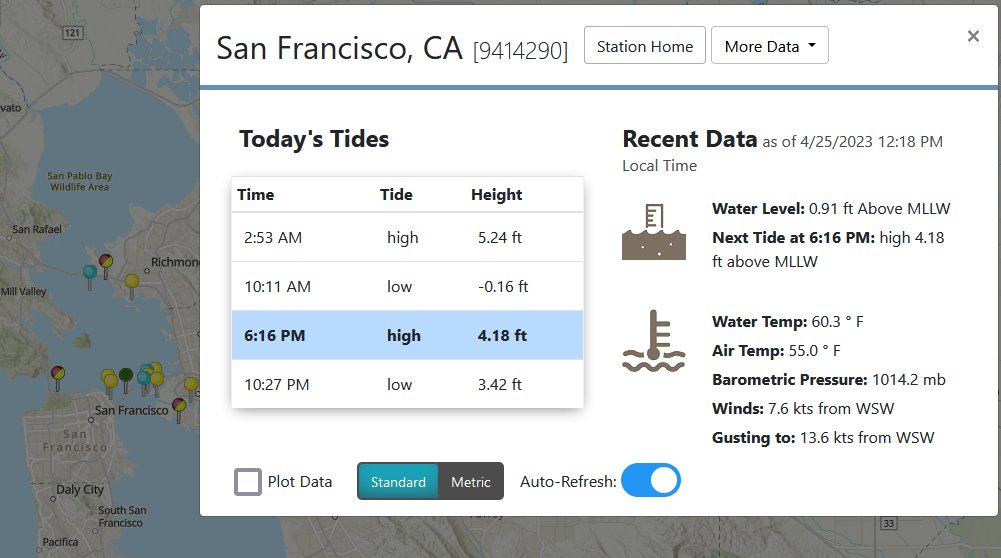 San Francisco, CA [9414290]
Station Home
More Data
×
Today's Tides
Time Tide Height
2:53 AM high 5.24 ft
10:11 AM low -0.16 ft
6:16 PM high 4.18 ft
10:27 PM low 3.42 ft
Recent Data as of 4/25/2023 12:18 PM
Local Time
Water Level: 0.91 ft Above MLLW
Next Tide at 6:16 PM: high 4.18
ft above MLLW
Water Temp: 60.3 ° F
Air Temp: 55.0 ° F
Barometric Pressure: 1014.2 mb
Winds: 7.6 kts from WSW
Gusting to: 13.6 kts from WSW
Plot Data
Standard Metric
Auto-Refresh:
121
vato
San Pablo Bay
Wildlife Area
San Rafael
Richmon
Mill Valley
San Francisco
San
Francisco
Daly City
South San
Francisco
Pacifica
33